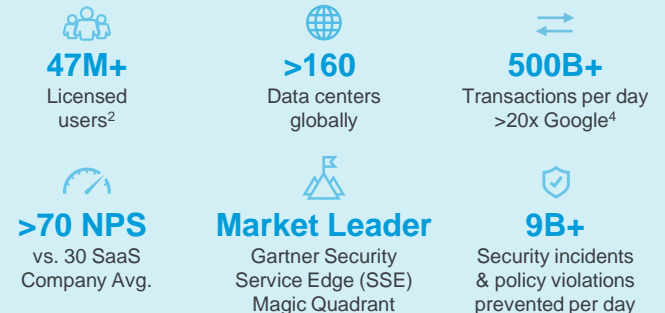 47M+
Licensed
users2
>160
Data centers
globally
500B+
Transactions per day
>20x Google4
>70 NPS
vs. 30 SaaS
Company Avg.
Market Leader
Gartner Security
Service Edge (SSE)
Magic Quadrant
9B+
Security incidents
& policy violations
prevented per day